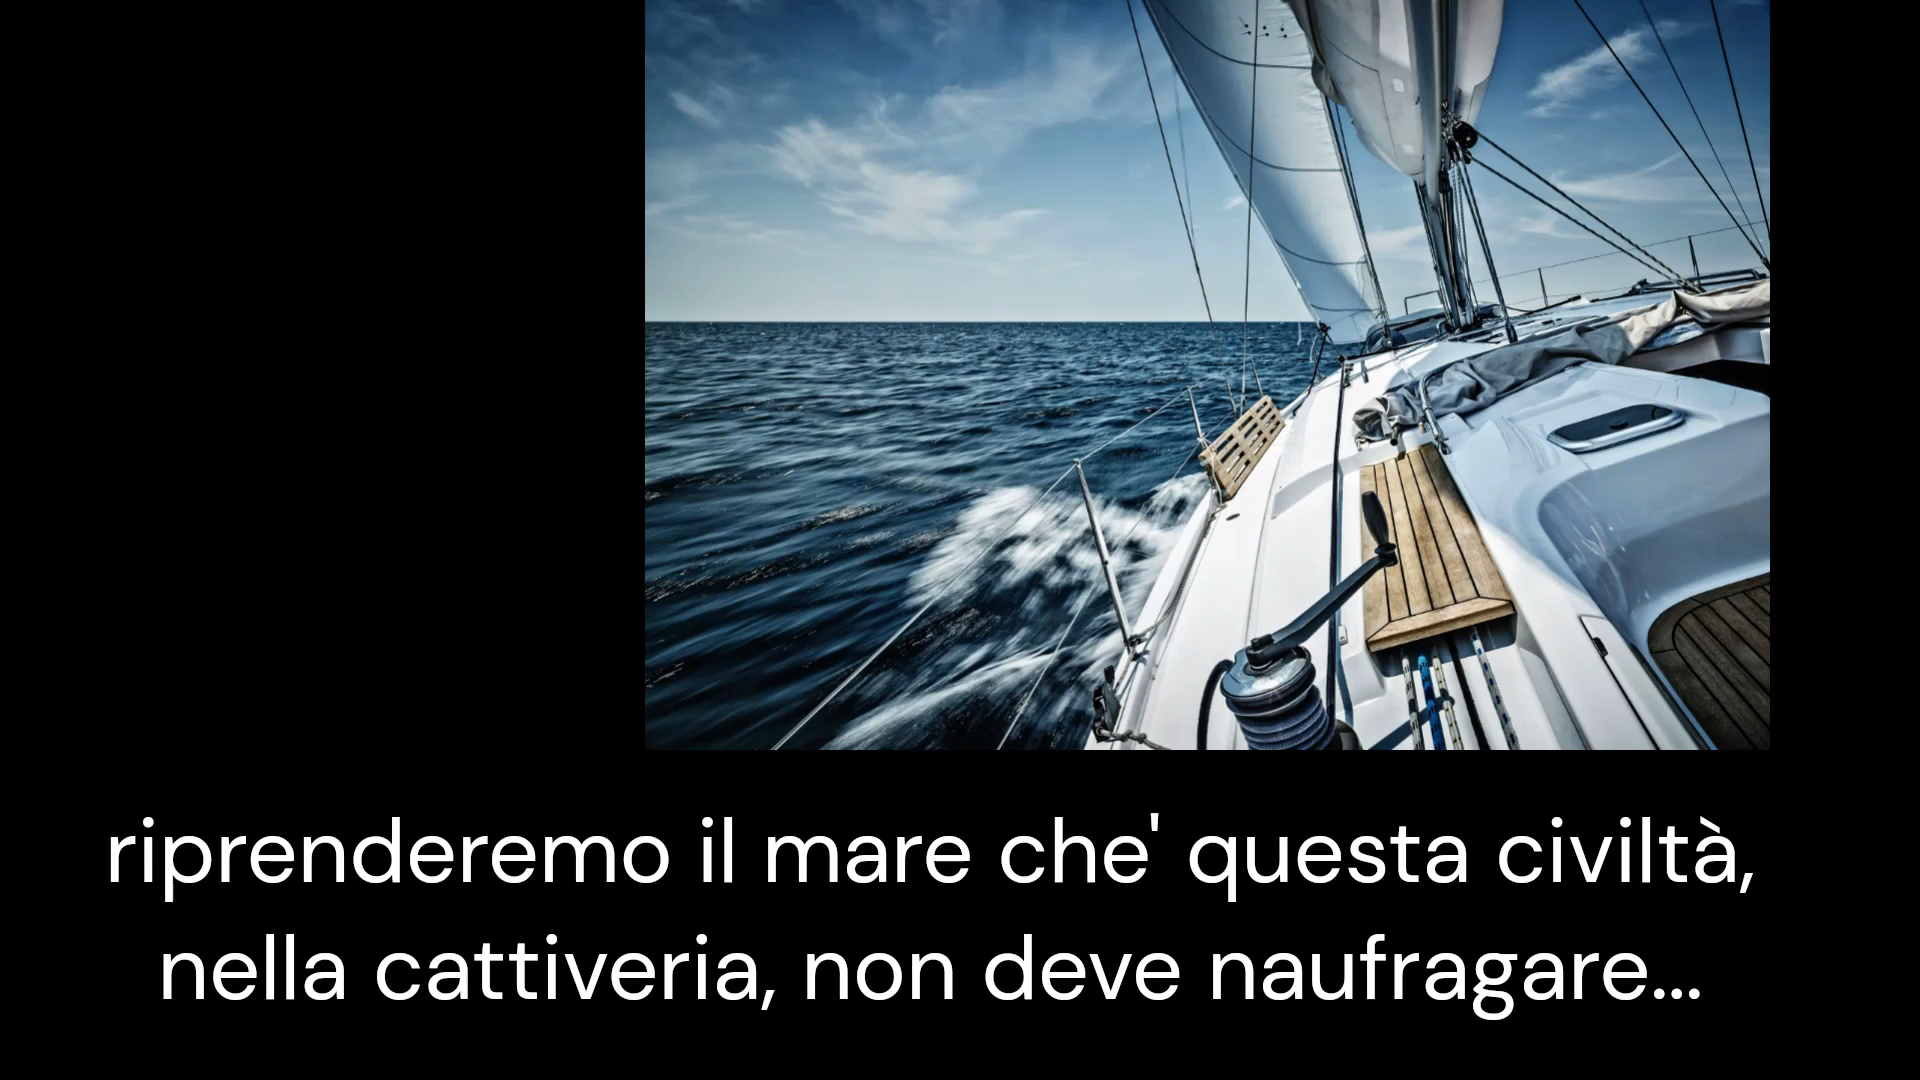 riprenderemo il mare che' questa civiltà,
nella cattiveria, non deve naufragare...